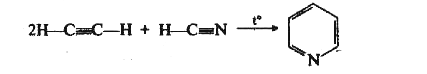 2H—C≡C—H + H—C≡N —t°→ N